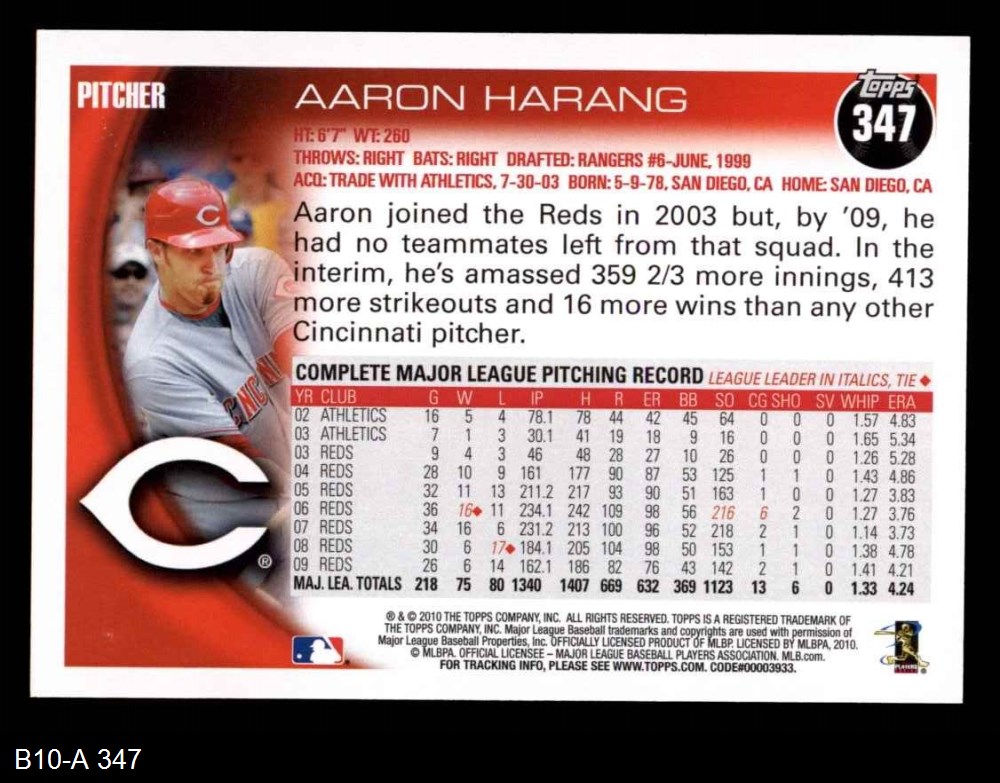 PITCHER
AARON HARANG
Topps
347
HT: 6'7" WT: 260
THROWS: RIGHT BATS: RIGHT DRAFTED: RANGERS #6-JUNE, 1999
ACQ: TRADE WITH ATHLETICS, 7-30-03 BORN: 5-9-78, SAN DIEGO, CA HOME: SAN DIEGO, CA
Aaron joined the Reds in 2003 but, by '09, he
had no teammates left from that squad. In the
interim, he's amassed 359 2/3 more innings, 413
more strikeouts and 16 more wins than any other
Cincinnati pitcher.
COMPLETE MAJOR LEAGUE PITCHING RECORD LEAGUE LEADER IN ITALICS, TIE ♦
YR CLUB G W L IP H R ER BB SO CG SHO SV WHIP ERA
02 ATHLETICS 16 5 4 78.1 78 44 42 45 64 0 0 0 1.57 4.83
03 ATHLETICS 7 1 3 30.1 41 19 18 9 16 0 0 0 1.65 5.34
03 REDS 9 4 3 46 48 28 27 10 26 0 0 0 1.26 5.28
04 REDS 28 10 9 161 177 90 87 53 125 1 1 0 1.43 4.86
05 REDS 32 11 13 211.2 217 93 90 51 163 1 0 0 1.27 3.83
06 REDS 36 16♦ 11 234.1 242 109 98 56 216 6 2 0 1.27 3.76
07 REDS 34 16 6 231.2 213 100 96 52 218 2 1 0 1.14 3.73
08 REDS 30 6 17♦ 184.1 205 104 98 50 153 1 1 0 1.38 4.78
09 REDS 26 6 14 162.1 186 82 76 43 142 2 1 0 1.41 4.21
MAJ. LEA. TOTALS 218 75 80 1340 1407 669 632 369 1123 13 6 0 1.33 4.24
® & © 2010 THE TOPPS COMPANY, INC. ALL RIGHTS RESERVED. TOPPS IS A REGISTERED TRADEMARK OF
THE TOPPS COMPANY, INC. Major League Baseball trademarks and copyrights are used with permission of
Major League Baseball Properties, Inc. OFFICIALLY LICENSED PRODUCT OF MLBP. LICENSED BY MLBPA, 2010.
© MLBPA. OFFICIAL LICENSEE – MAJOR LEAGUE BASEBALL PLAYERS ASSOCIATION. MLB.com.
FOR TRACKING INFO, PLEASE SEE WWW.TOPPS.COM. CODE#00003933.
B10-A 347